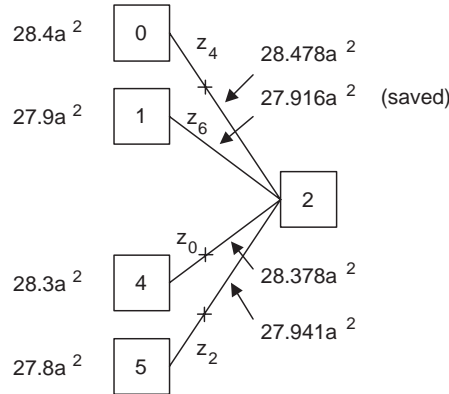 28.4a ²
0
z₄
28.478a ²
27.9a ²
1
z₆
27.916a ² (saved)
2
z₀
28.3a ²
4
28.378a ²
27.8a ²
5
z₂
27.941a ²